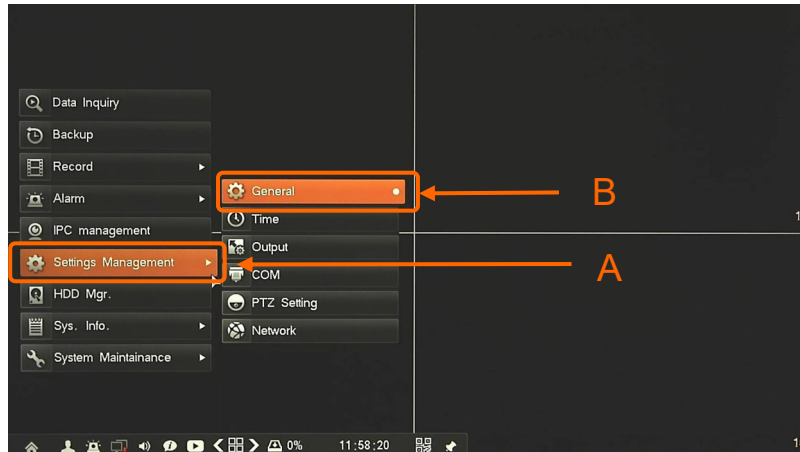 Data Inquiry
Backup
Record
Alarm
IPC management
Settings Management
HDD Mgr.
Sys. Info.
System Maintainance
General
Time
Output
COM
PTZ Setting
Network
B
A
0%
11:58:20